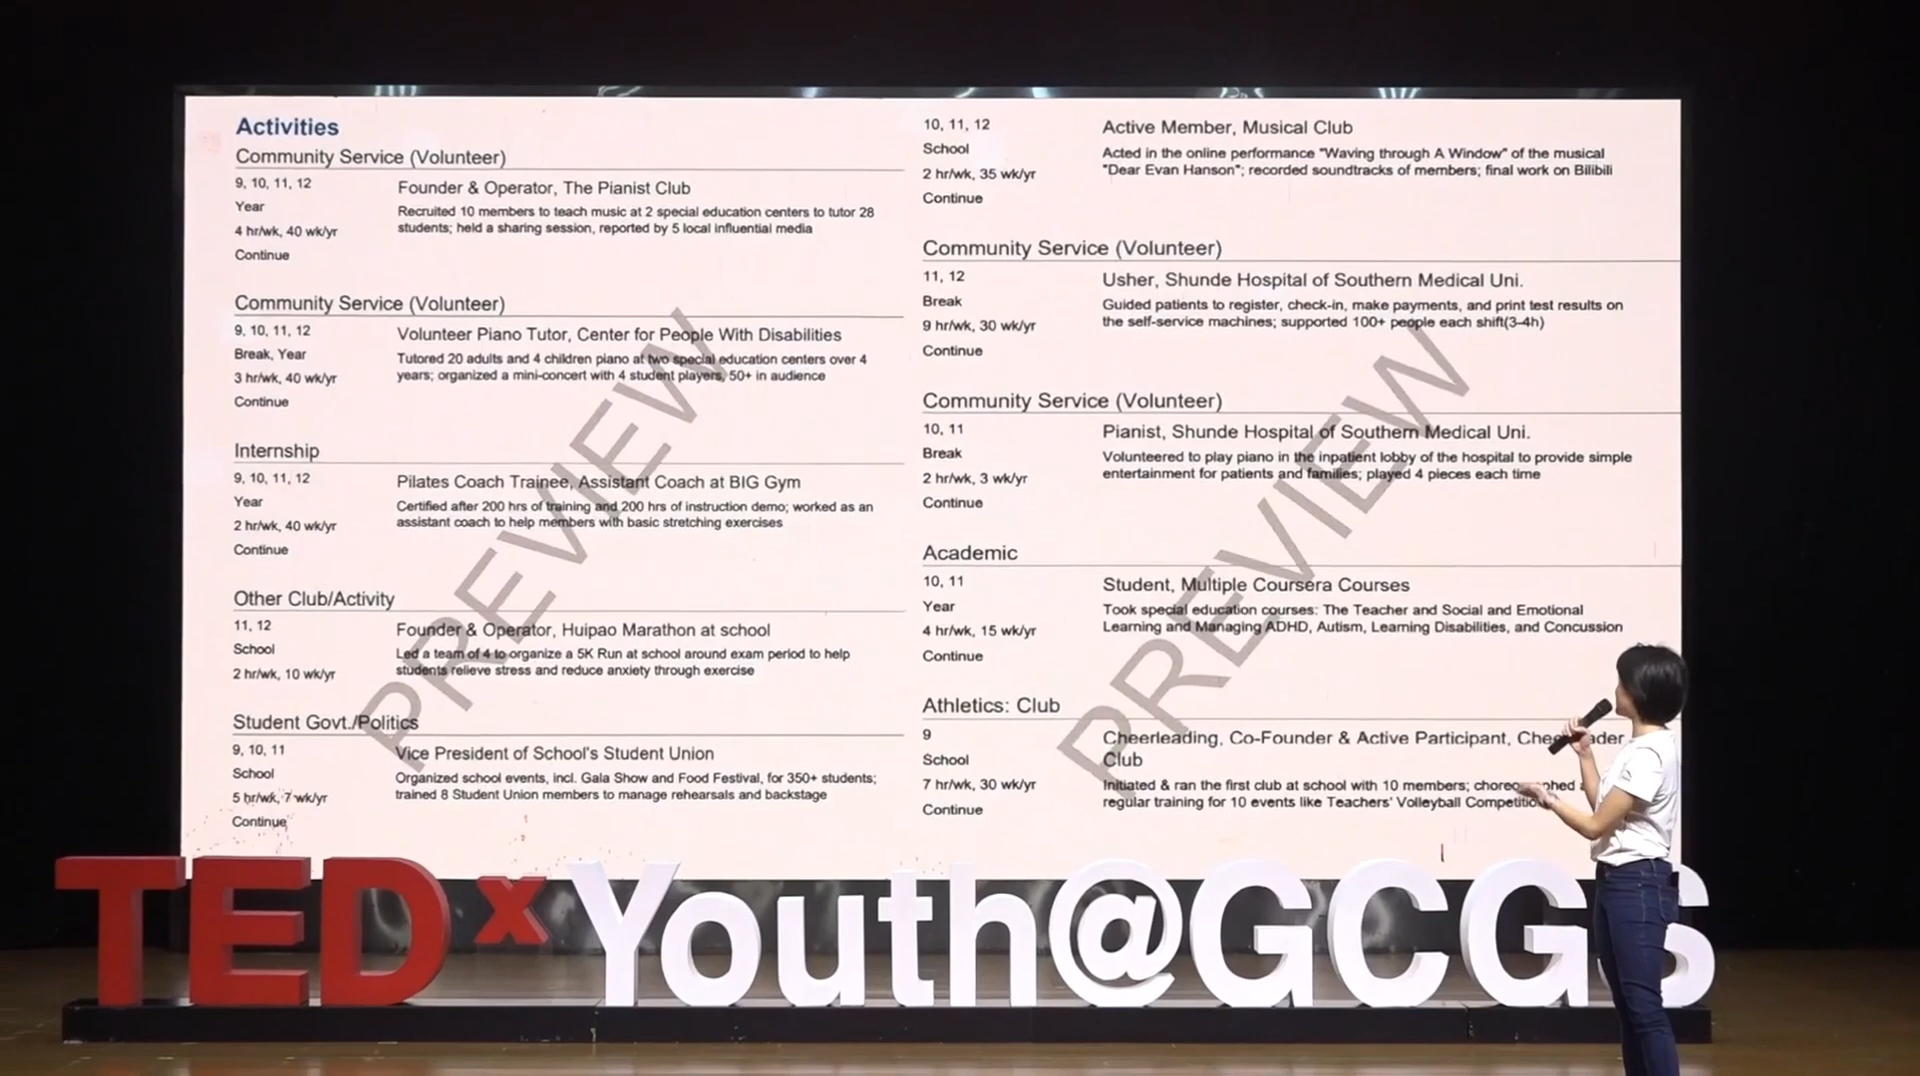 Activities
Community Service (Volunteer)
9, 10, 11, 12
Year
4 hr/wk, 40 wk/yr
Continue
Founder & Operator, The Pianist Club
Recruited 10 members to teach music at 2 special education centers to tutor 28
students; held a sharing session, reported by 5 local influential media
Community Service (Volunteer)
9, 10, 11, 12
Break, Year
3 hr/wk, 40 wk/yr
Continue
Volunteer Piano Tutor, Center for People With Disabilities
Tutored 20 adults and 4 children piano at two special education centers over 4
years; organized a mini-concert with 4 student players, 50+ in audience
Internship
9, 10, 11, 12
Year
2 hr/wk, 40 wk/yr
Continue
Pilates Coach Trainee, Assistant Coach at BIG Gym
Certified after 200 hrs of training and 200 hrs of instruction demo; worked as an
assistant coach to help members with basic stretching exercises
Other Club/Activity
11, 12
School
2 hr/wk, 10 wk/yr
Founder & Operator, Huipao Marathon at school
Led a team of 4 to organize a 5K Run at school around exam period to help
students relieve stress and reduce anxiety through exercise
Student Govt./Politics
9, 10, 11
School
5 hr/wk, 7 wk/yr
Continue
Vice President of School's Student Union
Organized school events, incl. Gala Show and Food Festival, for 350+ students;
trained 8 Student Union members to manage rehearsals and backstage
PREVIEW
10, 11, 12
School
2 hr/wk, 35 wk/yr
Continue
Active Member, Musical Club
Acted in the online performance "Waving through A Window" of the musical
"Dear Evan Hanson"; recorded soundtracks of members; final work on Bilibili
Community Service (Volunteer)
11, 12
Break
9 hr/wk, 30 wk/yr
Continue
Usher, Shunde Hospital of Southern Medical Uni.
Guided patients to register, check-in, make payments, and print test results on
the self-service machines; supported 100+ people each shift(3-4h)
Community Service (Volunteer)
10, 11
Break
2 hr/wk, 3 wk/yr
Continue
Pianist, Shunde Hospital of Southern Medical Uni.
Volunteered to play piano in the inpatient lobby of the hospital to provide simple
entertainment for patients and families; played 4 pieces each time
Academic
10, 11
Year
4 hr/wk, 15 wk/yr
Continue
Student, Multiple Coursera Courses
Took special education courses: The Teacher and Social and Emotional
Learning and Managing ADHD, Autism, Learning Disabilities, and Concussion
Athletics: Club
9
School
7 hr/wk, 30 wk/yr
Continue
Cheerleading, Co-Founder & Active Participant,
Club
Initiated & ran the first club at school with 10 members;
regular training for 10 events like Teachers' Volleyball
PREVIEW
TEDxYouth@GCGS